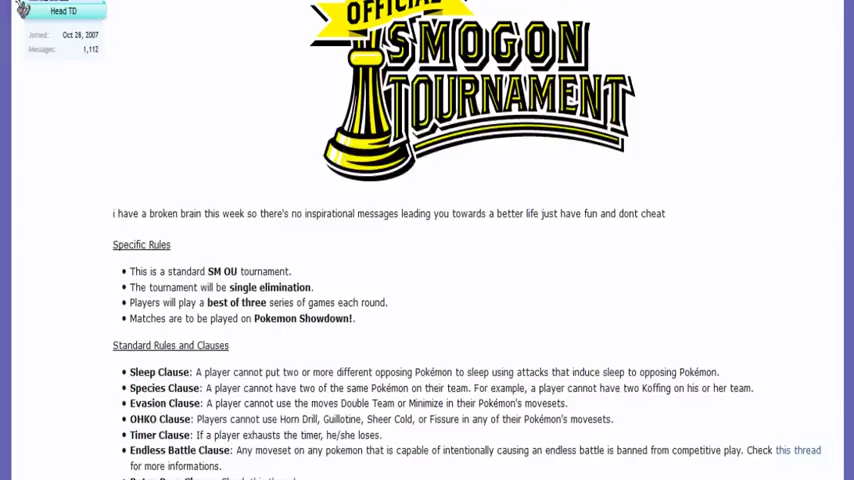 Head TD
Joined: Oct 28, 2007
Messages: 1,112
OFFICIAL
SMOGON
TOURNAMENT
i have a broken brain this week so there's no inspirational messages leading you towards a better life just have fun and dont cheat
Specific Rules
• This is a standard SM OU tournament.
• The tournament will be single elimination.
• Players will play a best of three series of games each round.
• Matches are to be played on Pokemon Showdown!.
Standard Rules and Clauses
• Sleep Clause: A player cannot put two or more different opposing Pokémon to sleep using attacks that induce sleep to opposing Pokémon.
• Species Clause: A player cannot have two of the same Pokémon on their team. For example, a player cannot have two Koffing on his or her team.
• Evasion Clause: A player cannot use the moves Double Team or Minimize in their Pokémon's movesets.
• OHKO Clause: Players cannot use Horn Drill, Guillotine, Sheer Cold, or Fissure in any of their Pokémon's movesets.
• Timer Clause: If a player exhausts the timer, he/she loses.
• Endless Battle Clause: Any moveset on any pokemon that is capable of intentionally causing an endless battle is banned from competitive play. Check this thread
for more informations.